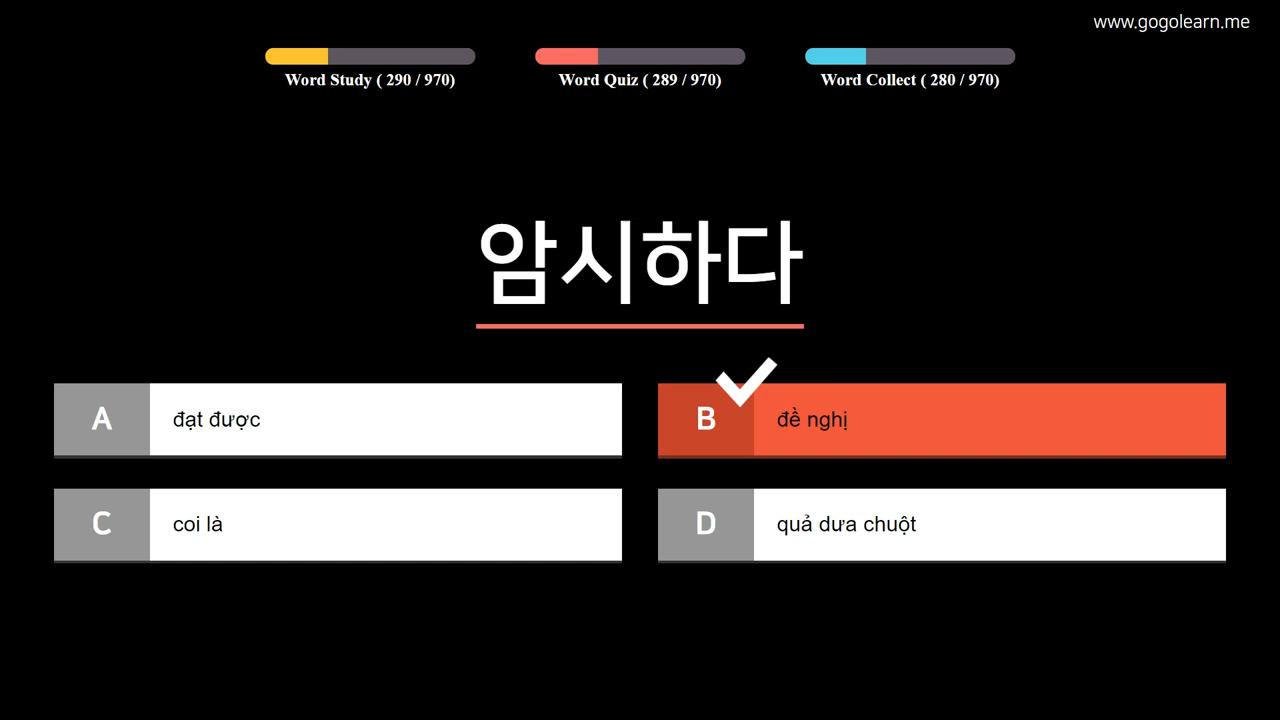 www.gogolearn.me
Word Study ( 290 / 970)
Word Quiz ( 289 / 970)
Word Collect ( 280 / 970)
암시하다
A đạt được
B đề nghị
C coi là
D quả dưa chuột